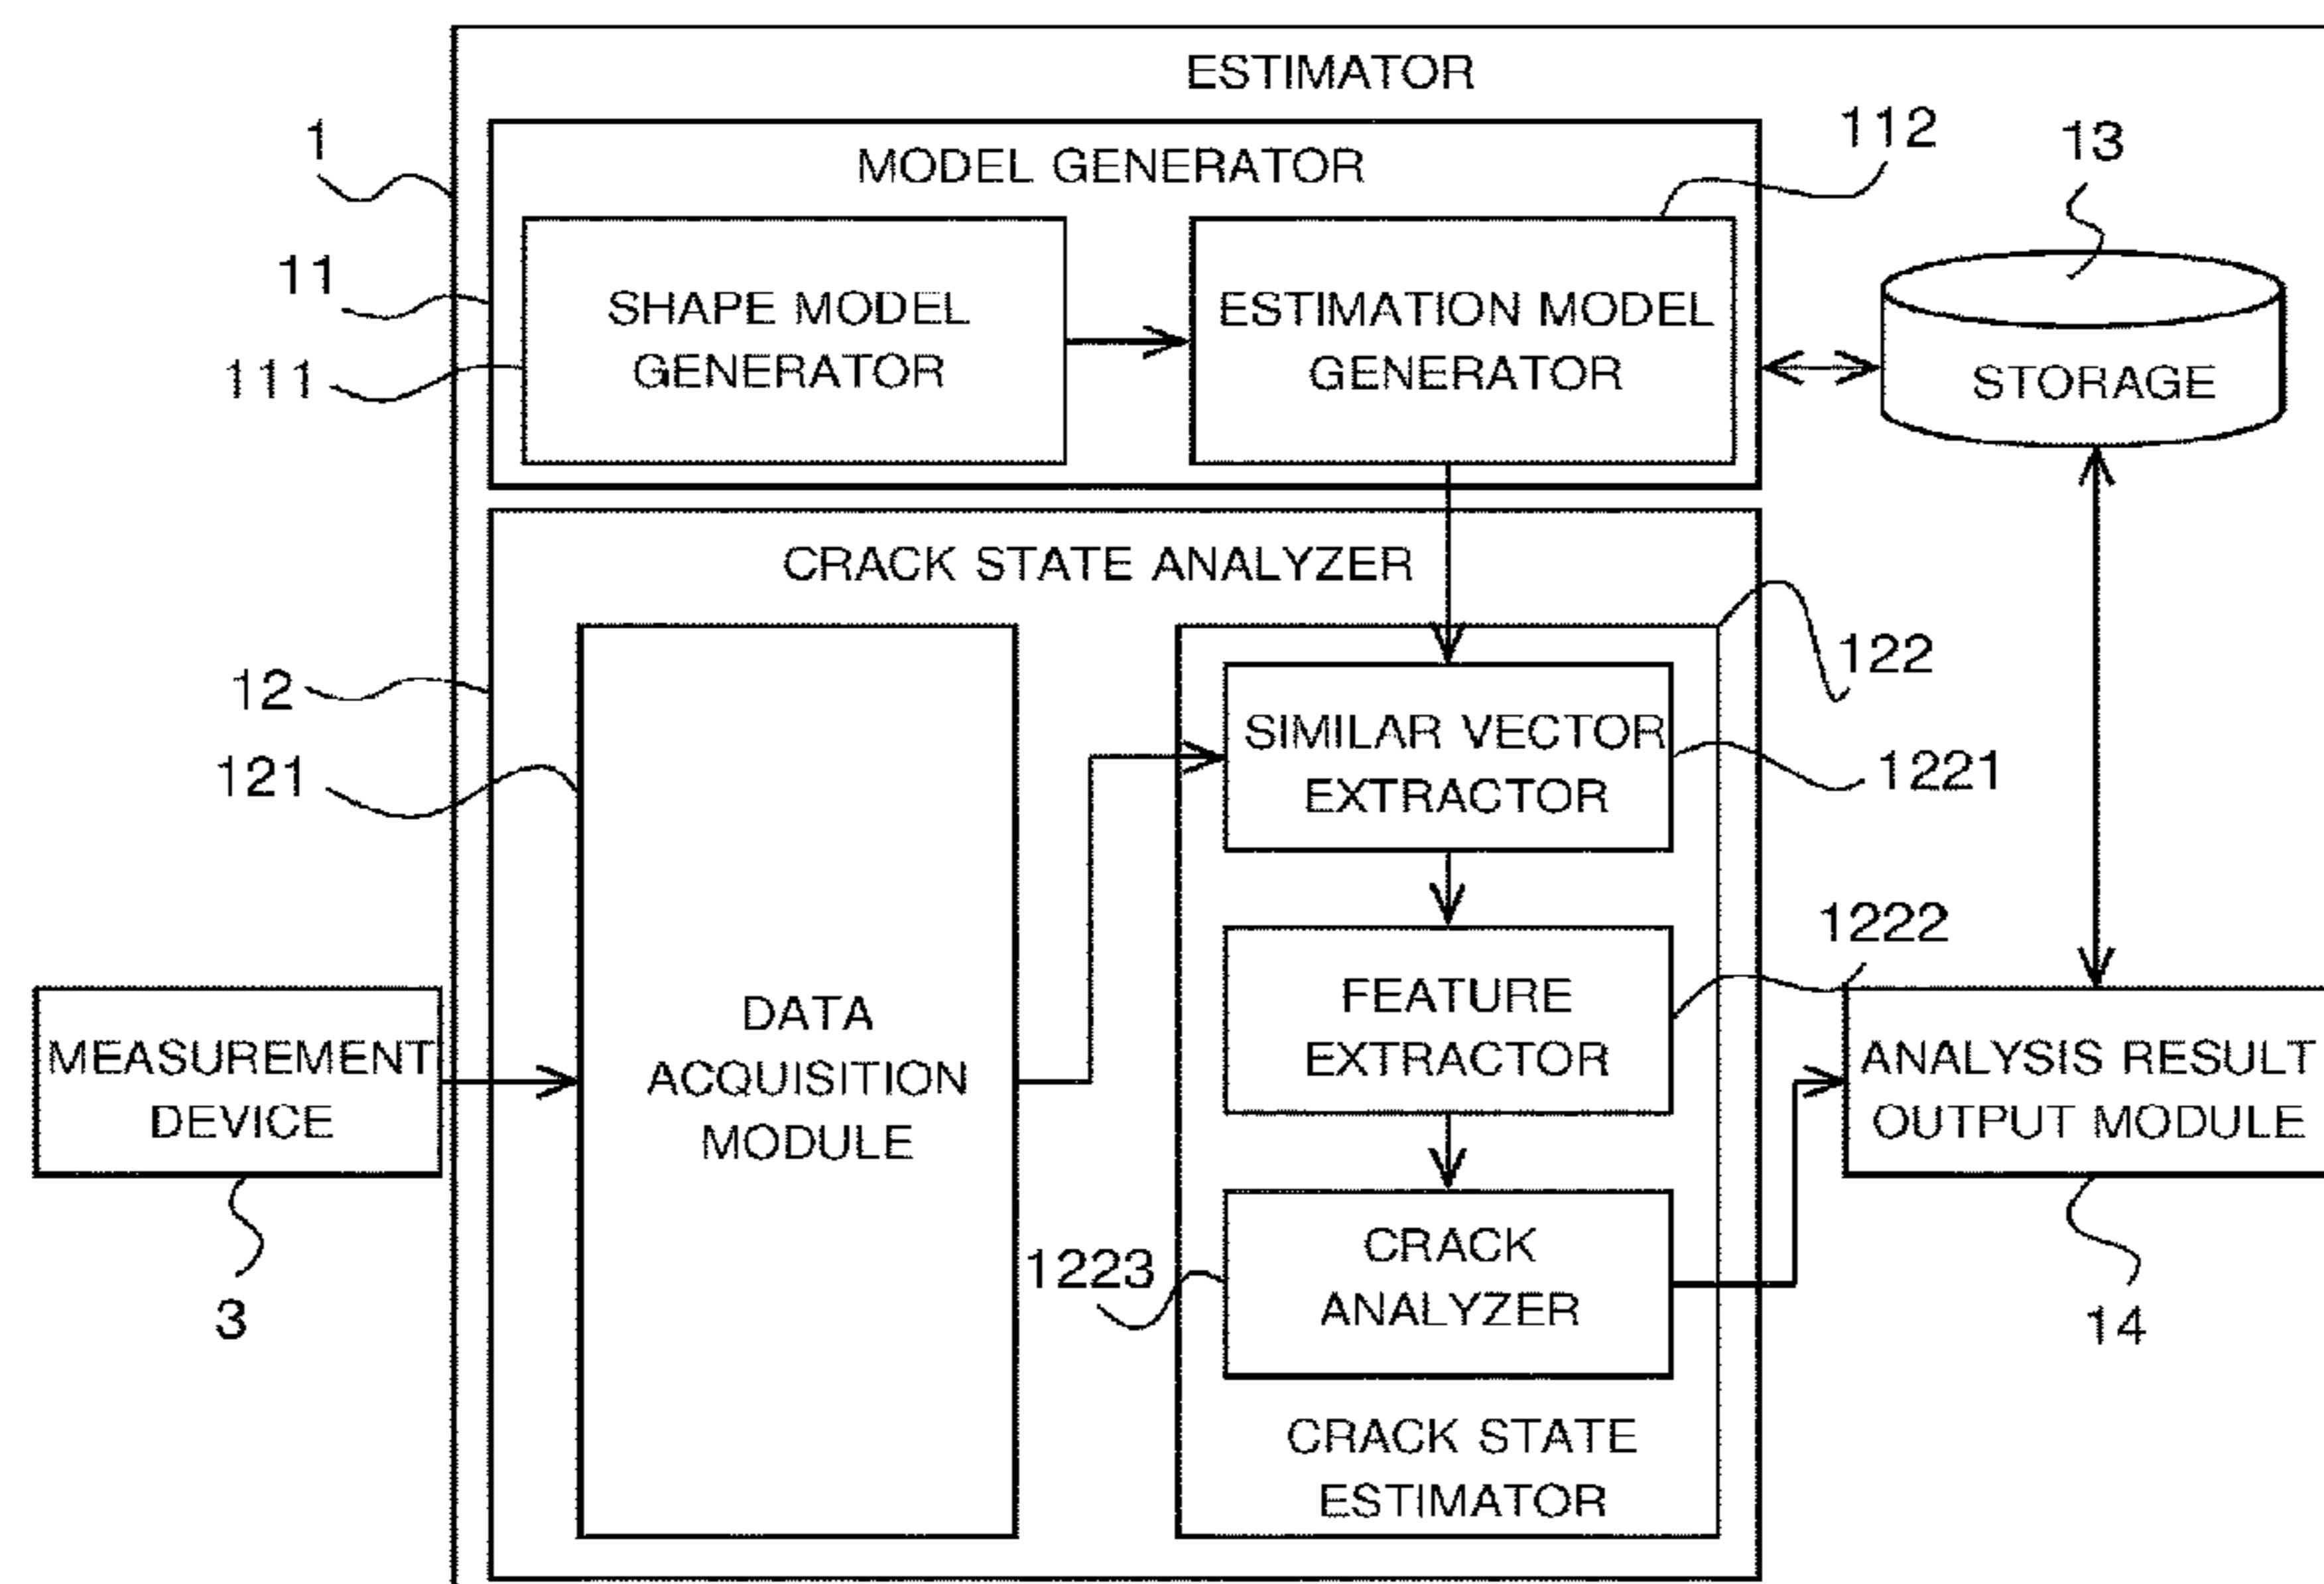 ESTIMATOR
1
MODEL GENERATOR
112
13
11
SHAPE MODEL
GENERATOR
ESTIMATION MODEL
GENERATOR
111
STORAGE
CRACK STATE ANALYZER
12
122
121
SIMILAR VECTOR
EXTRACTOR
1221
1222
MEASUREMENT
DEVICE
DATA
ACQUISITION
MODULE
FEATURE
EXTRACTOR
ANALYSIS RESULT
OUTPUT MODULE
3
1223
CRACK
ANALYZER
14
CRACK STATE
ESTIMATOR